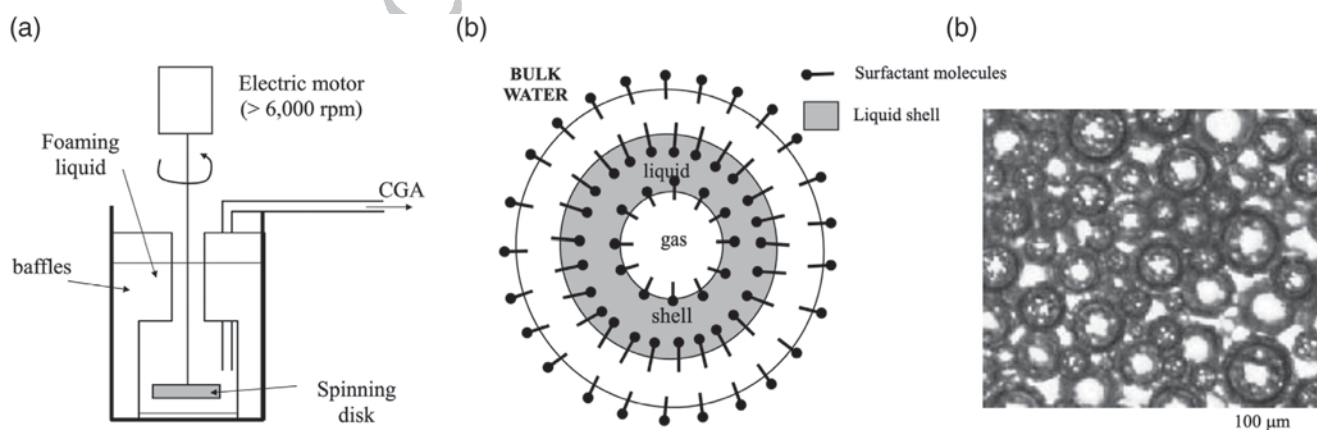 (a)
Electric motor
(> 6,000 rpm)
Foaming
liquid
CGA
baffles
Spinning
disk
(b)
BULK
WATER
Surfactant molecules
Liquid shell
liquid
gas
shell
(b)
100 μm